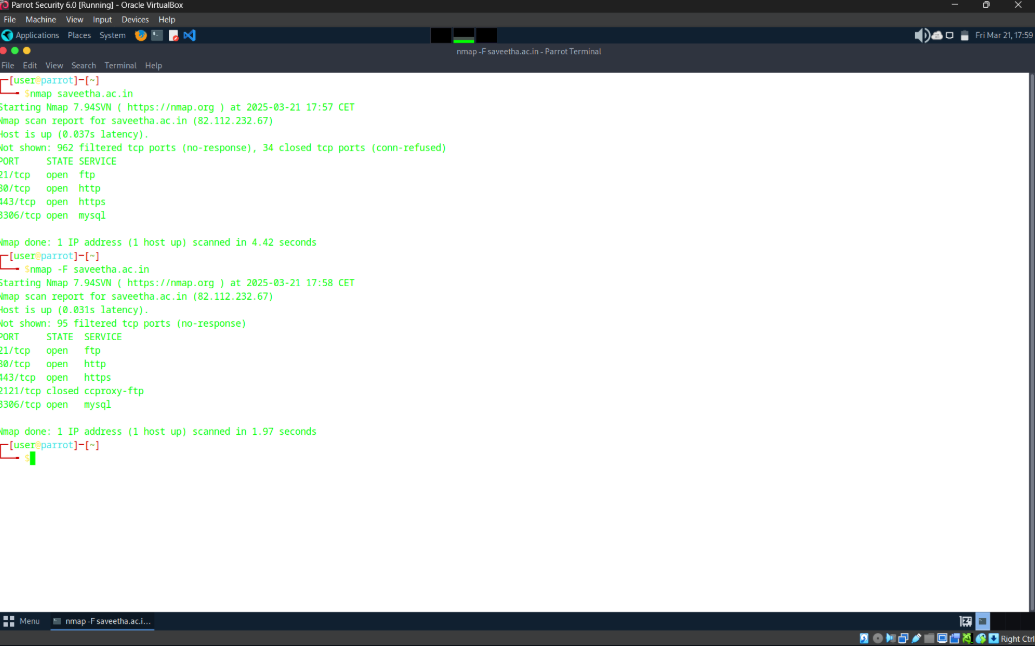 Parrot Security 6.0 [Running] - Oracle VirtualBox
File Machine View Input Devices Help
Applications Places System Fri Mar 21, 17:59
nmap -F saveetha.ac.in - Parrot Terminal
File Edit View Search Terminal Help
[user@parrot]-[~]
$nmap saveetha.ac.in
Starting Nmap 7.94SVN ( https://nmap.org ) at 2025-03-21 17:57 CET
Nmap scan report for saveetha.ac.in (82.112.232.67)
Host is up (0.037s latency).
Not shown: 962 filtered tcp ports (no-response), 34 closed tcp ports (conn-refused)
PORT STATE SERVICE
21/tcp open ftp
80/tcp open http
443/tcp open https
3306/tcp open mysql
Nmap done: 1 IP address (1 host up) scanned in 4.42 seconds
[user@parrot]-[~]
$nmap -F saveetha.ac.in
Starting Nmap 7.94SVN ( https://nmap.org ) at 2025-03-21 17:58 CET
Nmap scan report for saveetha.ac.in (82.112.232.67)
Host is up (0.031s latency).
Not shown: 95 filtered tcp ports (no-response)
PORT STATE SERVICE
21/tcp open ftp
80/tcp open http
443/tcp open https
2121/tcp closed ccproxy-ftp
3306/tcp open mysql
Nmap done: 1 IP address (1 host up) scanned in 1.97 seconds
[user@parrot]-[~]
$
Menu nmap -F saveetha.ac.i...
Right Ctrl